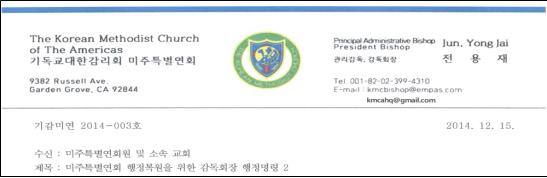 The Korean Methodist Church
of The Americas
기독교대한감리회 미주특별연회
9382 Russell Ave.
Garden Grove, CA 92844
Principal Administrative Bishop
President Bishop
Jun, Yong Jai
관리감독, 감독회장
전 용 재
Tel. 001-82-02-399-4310
E-mail : kmcbishop@empas.com
kmcahq@gmail.com
기감미연 2014-003호
2014. 12. 15.
수신 : 미주특별연회원 및 소속 교회
제목 : 미주특별연회 행정복원을 위한 감독회장 행정명령 2